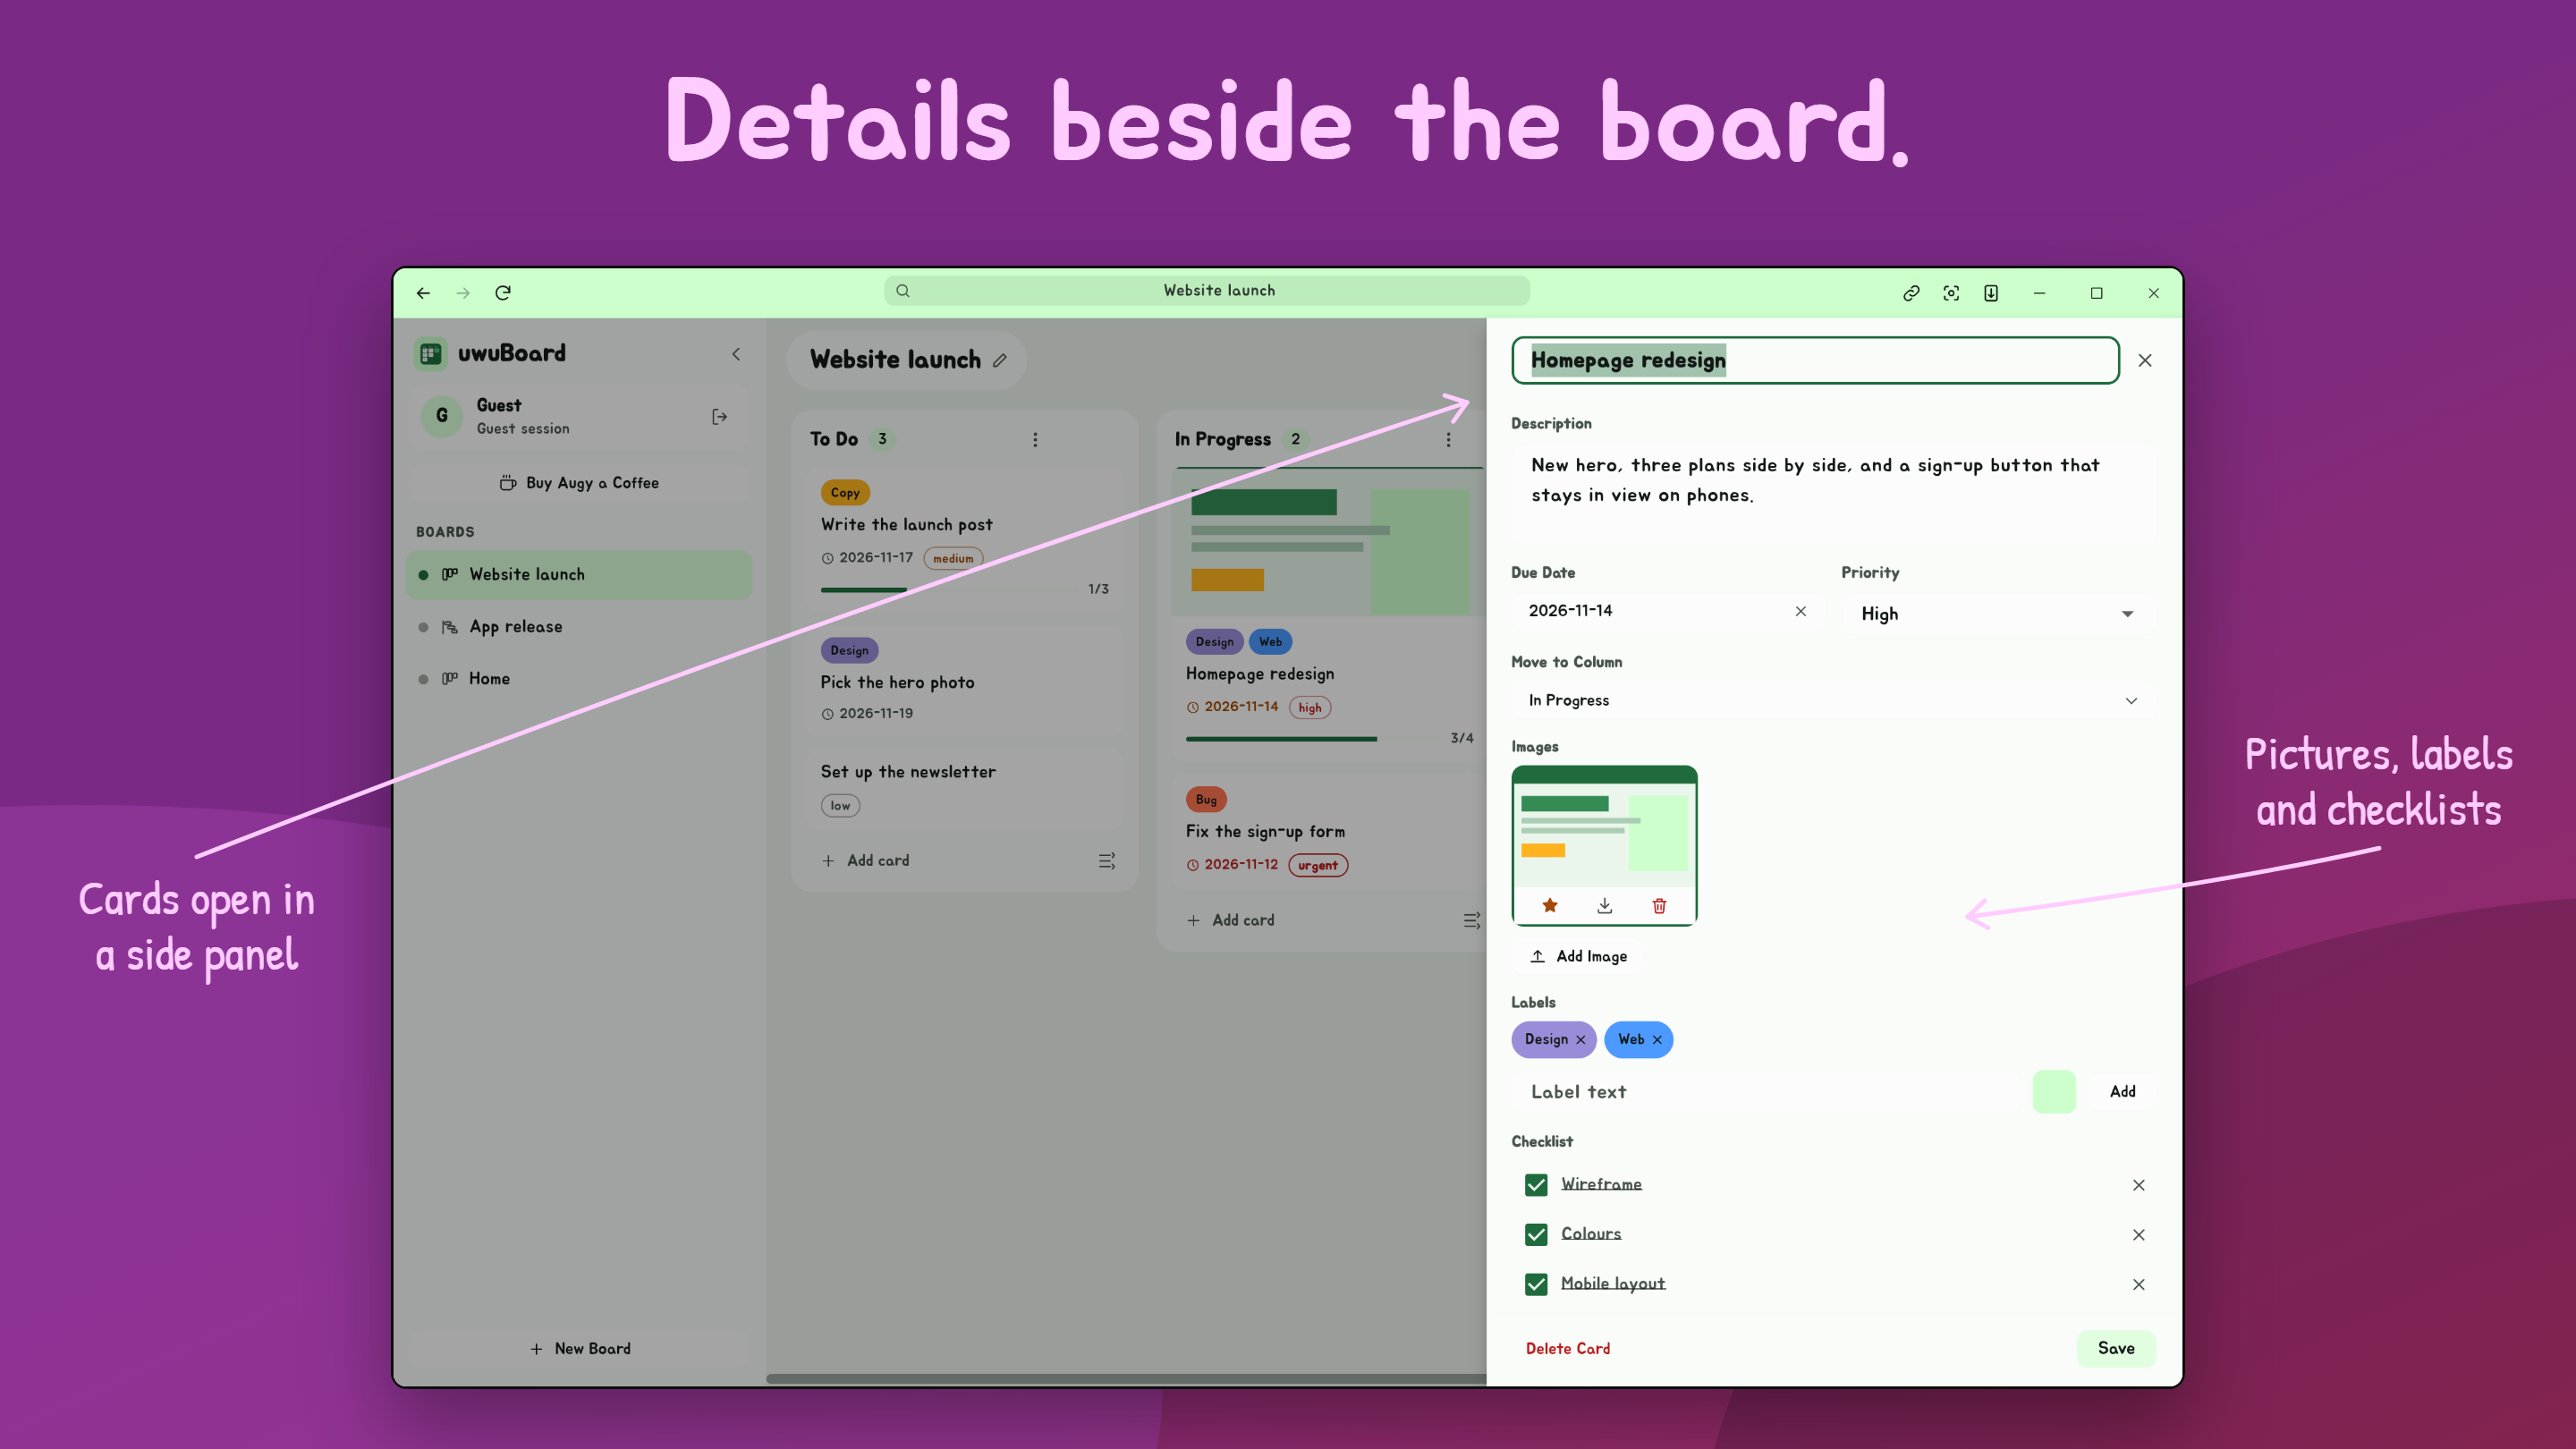 Details beside the board.
Website launch
uwuBoard
G
Guest
Guest session
Buy Augy a Coffee
BOARDS
Website launch
App release
Home
New Board
Website launch
To Do 3
Copy
Write the launch post
2026-11-17 medium
1/3
Design
Pick the hero photo
2026-11-19
Set up the newsletter
low
Add card
In Progress 2
Design Web
Homepage redesign
2026-11-14 high
3/4
Bug
Fix the sign-up form
2026-11-12 urgent
Add card
Homepage redesign
Description
New hero, three plans side by side, and a sign-up button that
stays in view on phones.
Due Date Priority
2026-11-14 High
Move to Column
In Progress
Images
Add Image
Labels
Design Web
Label text Add
Checklist
Wireframe
Colours
Mobile layout
Delete Card Save
Cards open in
a side panel
Pictures, labels
and checklists